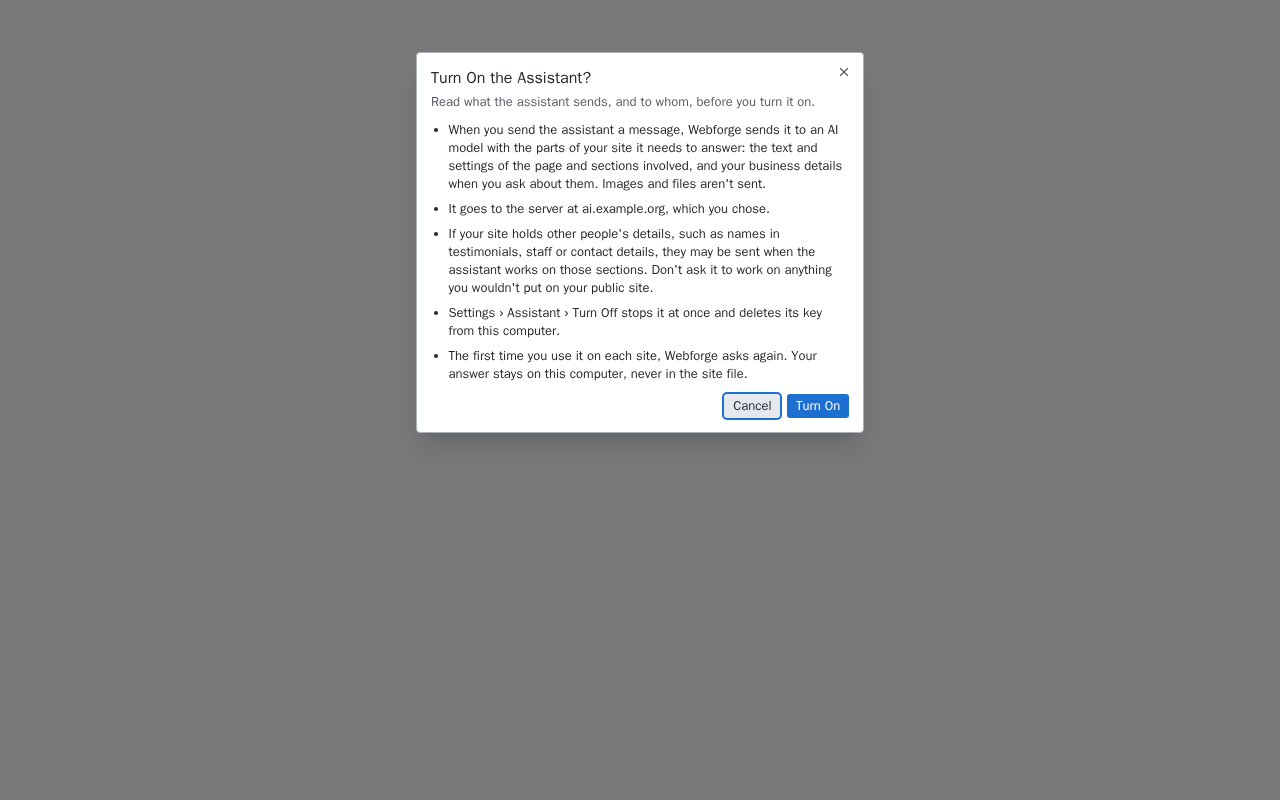 Turn On the Assistant?
×
Read what the assistant sends, and to whom, before you turn it on.
• When you send the assistant a message, Webforge sends it to an AI
model with the parts of your site it needs to answer: the text and
settings of the page and sections involved, and your business details
when you ask about them. Images and files aren't sent.
• It goes to the server at ai.example.org, which you chose.
• If your site holds other people's details, such as names in
testimonials, staff or contact details, they may be sent when the
assistant works on those sections. Don't ask it to work on anything
you wouldn't put on your public site.
• Settings › Assistant › Turn Off stops it at once and deletes its key
from this computer.
• The first time you use it on each site, Webforge asks again. Your
answer stays on this computer, never in the site file.
Cancel Turn On